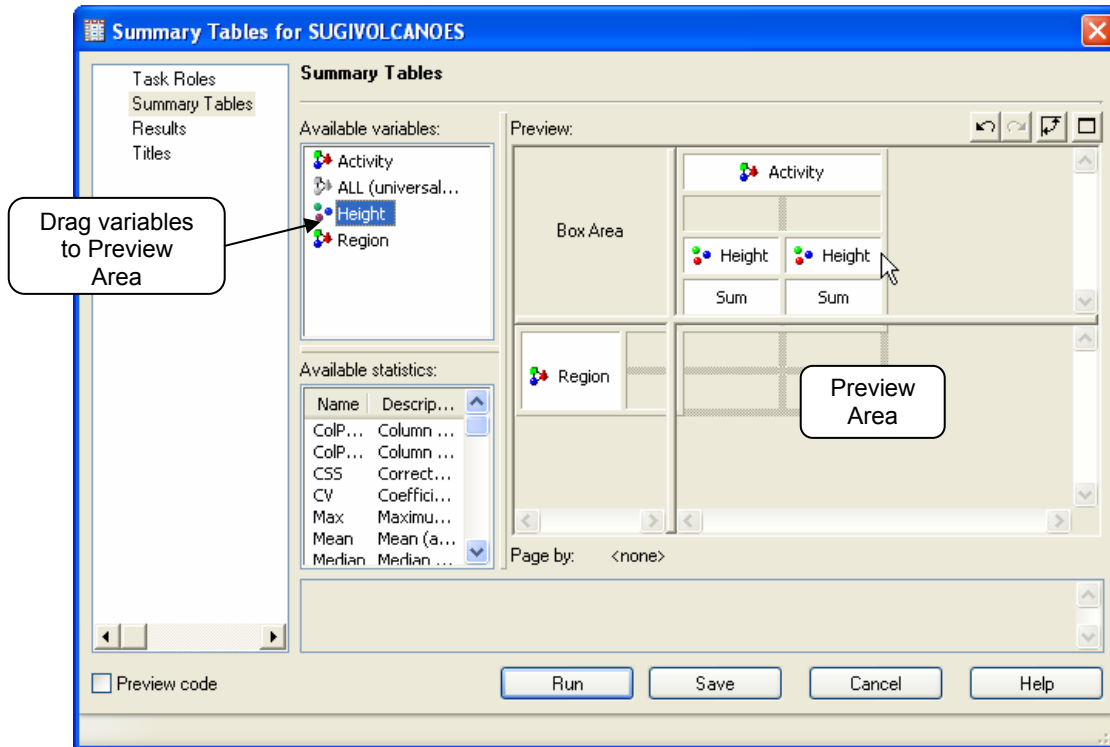 Summary Tables for SUGIVOLCANOES
Task Roles
Summary Tables
Results
Titles
Drag variables
to Preview
Area
Summary Tables
Available variables:
Activity
ALL (universal...
Height
Region
Available statistics:
Name Descrip...
ColP... Column ...
ColP... Column ...
CSS Correct...
CV Coeffici...
Max Maximu...
Mean Mean (a...
Median Median ...
Preview:
Box Area
Activity
Height Height
Sum Sum
Region
Preview
Area
Page by: <none>
Preview code
Run Save Cancel Help